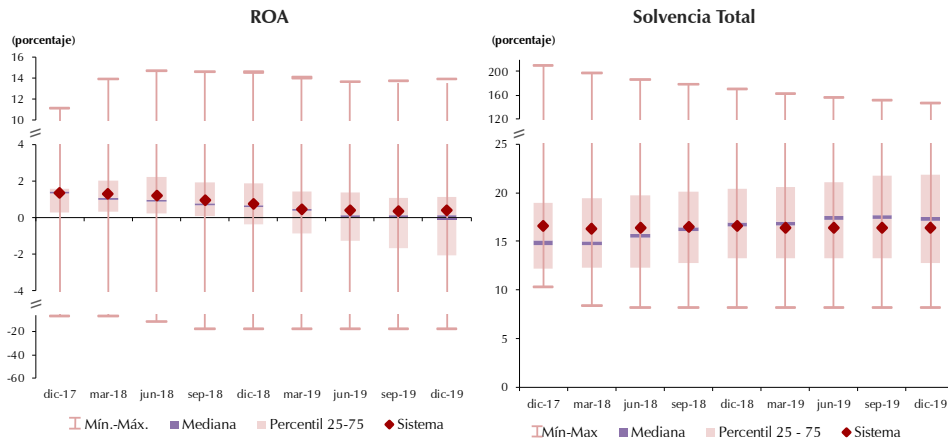 ROA
(porcentaje)
16
14
12
10
4
2
0
-2
-4
-20
-40
-60
dic-17 mar-18 jun-18 sep-18 dic-18 mar-19 jun-19 sep-19 dic-19
Mín.-Máx. Mediana Percentil 25-75 Sistema
Solvencia Total
(porcentaje)
200
160
120
25
20
15
10
5
0
dic-17 mar-18 jun-18 sep-18 dic-18 mar-19 jun-19 sep-19 dic-19
Mín-Max Mediana Percentil 25 - 75 Sistema